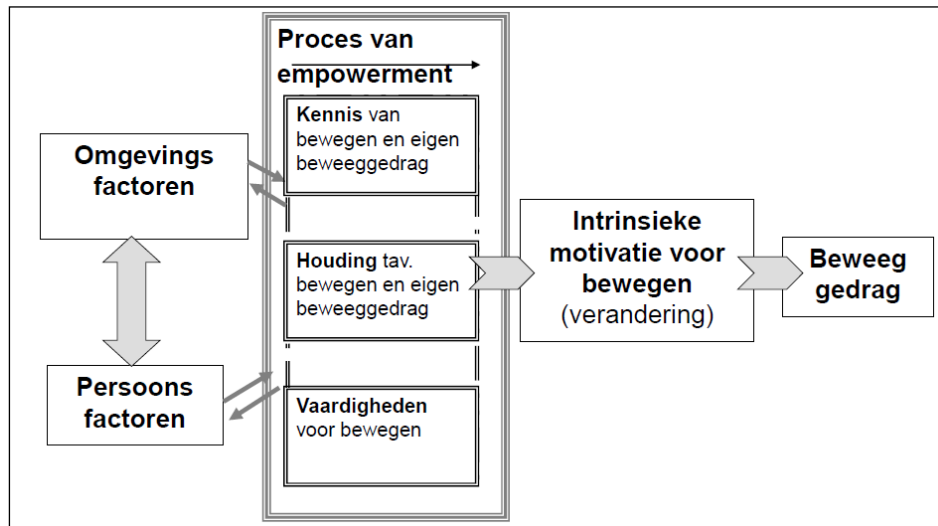 Proces van
empowerment
Kennis van
bewegen en eigen
beweeggedrag
Omgevings
factoren
Houding tav.
bewegen en eigen
beweeggedrag
Intrinsieke
motivatie voor
bewegen
(verandering)
Beweeg
gedrag
Persoons
factoren
Vaardigheden
voor bewegen